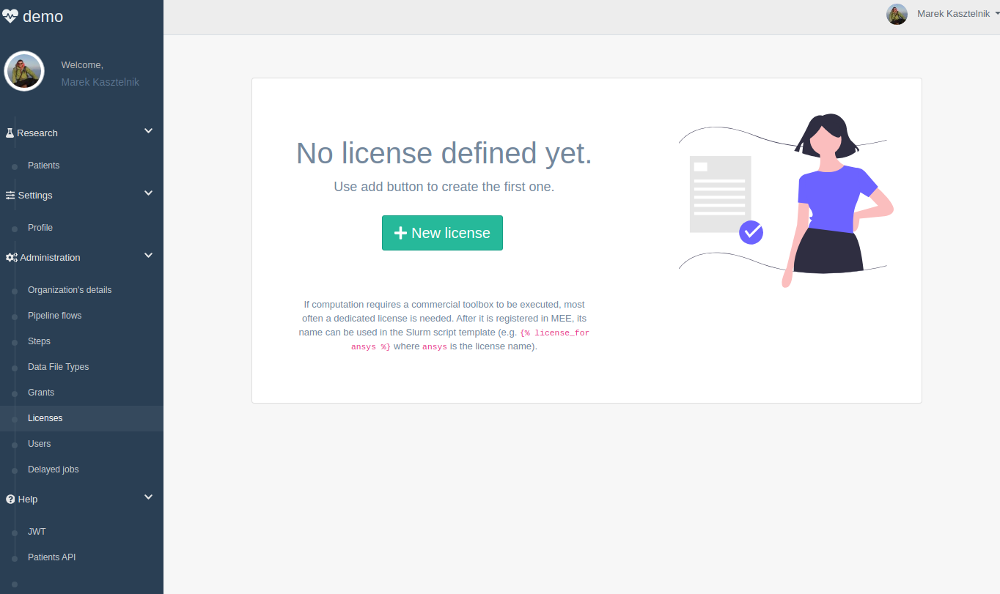 demo
Marek Kasztelnik
Welcome,
Marek Kasztelnik
Research
Patients
Settings
Profile
Administration
Organization's details
Pipeline flows
Steps
Data File Types
Grants
Licenses
Users
Delayed jobs
Help
JWT
Patients API
No license defined yet.
Use add button to create the first one.
New license
If computation requires a commercial toolbox to be executed, most
often a dedicated license is needed. After it is registered in MEE, its
name can be used in the Slurm script template (e.g. {% license_for
ansys %} where ansys is the license name).